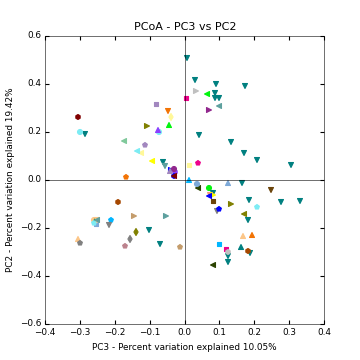 PCoA - PC3 vs PC2
0.6
0.4
0.2
0.0
−0.2
−0.4
−0.6
PC2 - Percent variation explained 19.42%
−0.4 −0.3 −0.2 −0.1 0.0 0.1 0.2 0.3 0.4
PC3 - Percent variation explained 10.05%